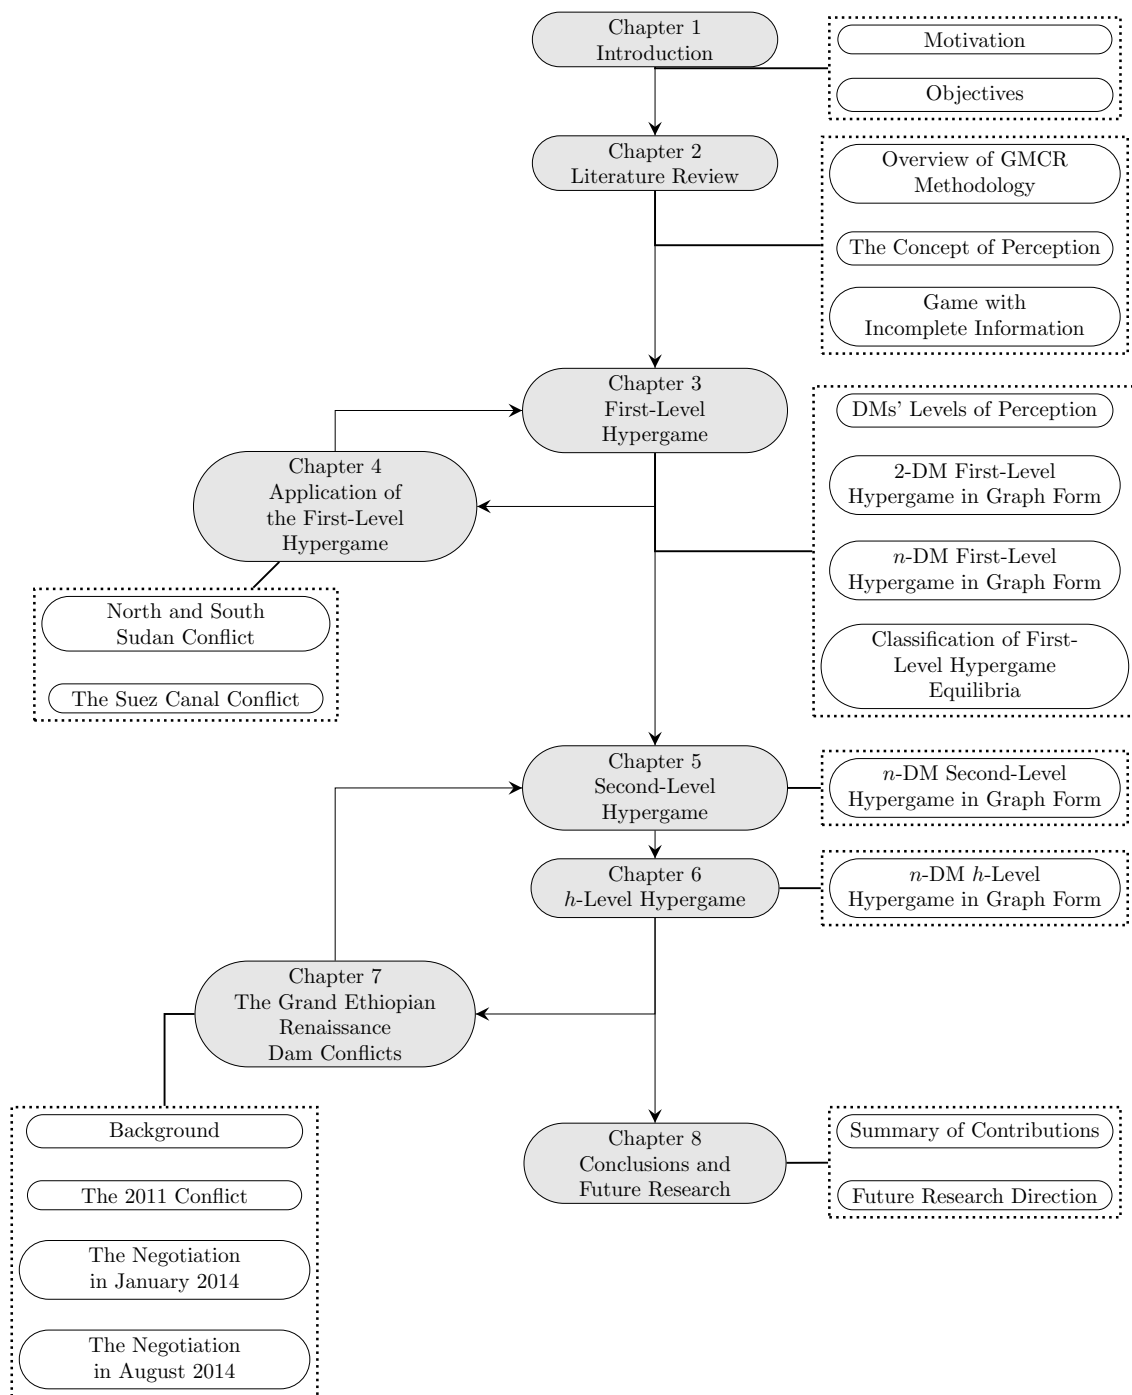 Chapter 1
Introduction
Motivation
Objectives
Chapter 2
Literature Review
Overview of GMCR
Methodology
The Concept of Perception
Game with
Incomplete Information
Chapter 3
First-Level
Hypergame
DMs' Levels of Perception
2-DM First-Level
Hypergame in Graph Form
n-DM First-Level
Hypergame in Graph Form
Classification of First-
Level Hypergame
Equilibria
Chapter 4
Application of
the First-Level
Hypergame
North and South
Sudan Conflict
The Suez Canal Conflict
Chapter 5
Second-Level
Hypergame
n-DM Second-Level
Hypergame in Graph Form
Chapter 6
h-Level Hypergame
n-DM h-Level
Hypergame in Graph Form
Chapter 7
The Grand Ethiopian
Renaissance
Dam Conflicts
Background
The 2011 Conflict
The Negotiation
in January 2014
The Negotiation
in August 2014
Chapter 8
Conclusions and
Future Research
Summary of Contributions
Future Research Direction